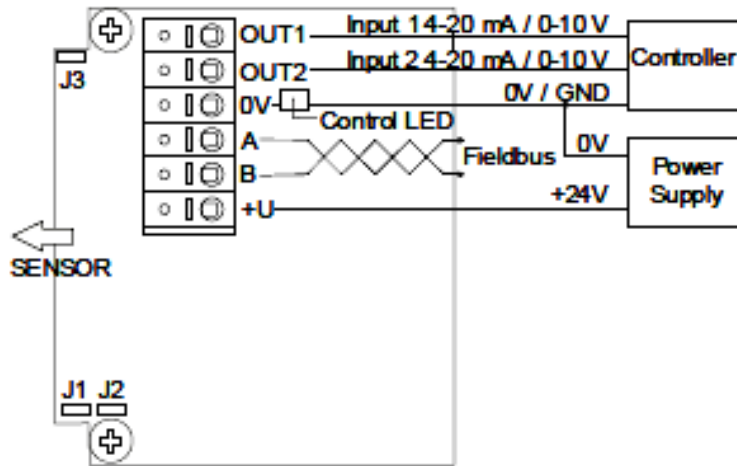 OUT1 Input 1 4-20 mA / 0-10 V
Controller
J3
OUT2 Input 2 4-20 mA / 0-10 V
0V 0V / GND
Control LED
A
Fieldbus
0V
B
Power
Supply
+U +24V
SENSOR
J1 J2